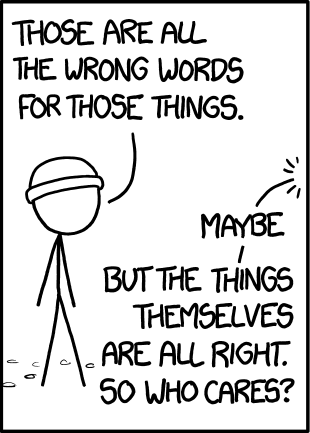 THOSE ARE ALL
THE WRONG WORDS
FOR THOSE THINGS.
MAYBE
BUT THE THINGS
THEMSELVES
ARE ALL RIGHT.
SO WHO CARES?